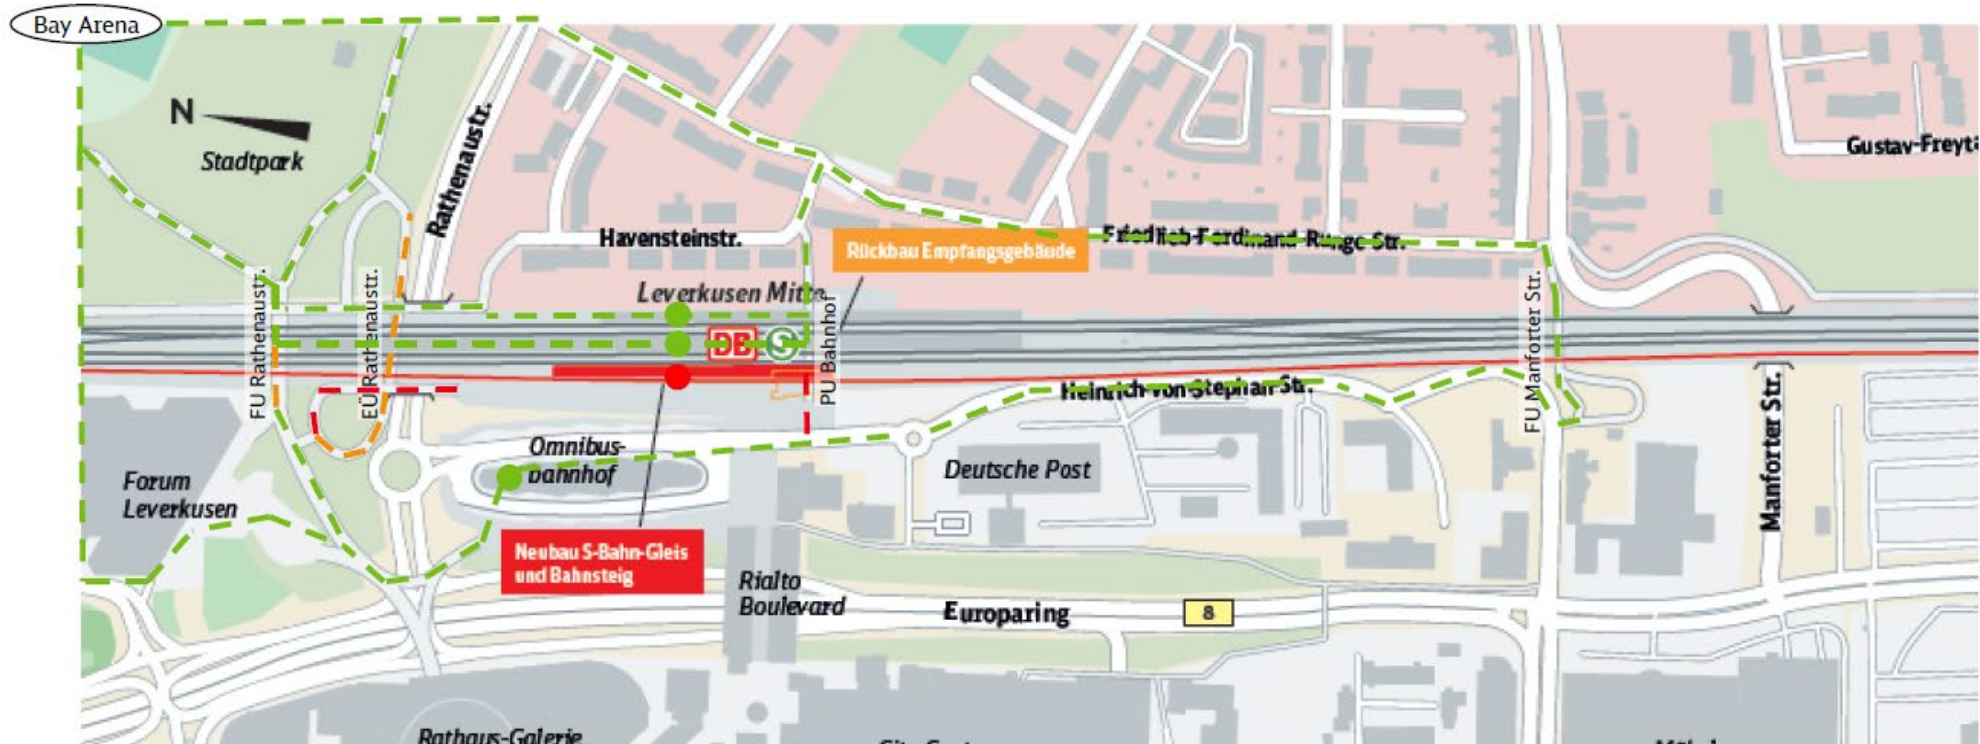 Bay Arena
N
Stadtpark
Rathenaustr.
Gustav-Freyt
Havensteinstr.
Friedlieb-Ferdinand-Runge-Str.
Rückbau Empfangsgebäude
Leverkusen Mitte
FU Rathenaustr.
EÜ Rathenaustr.
DB
S
PU Bahnhof
FU Manforter Str.
Heinrich-von-Stephan-Str.
Manforter Str.
Omnibus-
bahnhof
Deutsche Post
Forum
Leverkusen
Neubau S-Bahn-Gleis
und Bahnsteig
Rialto
Boulevard
Europaring
8
Rathaus-Galerie